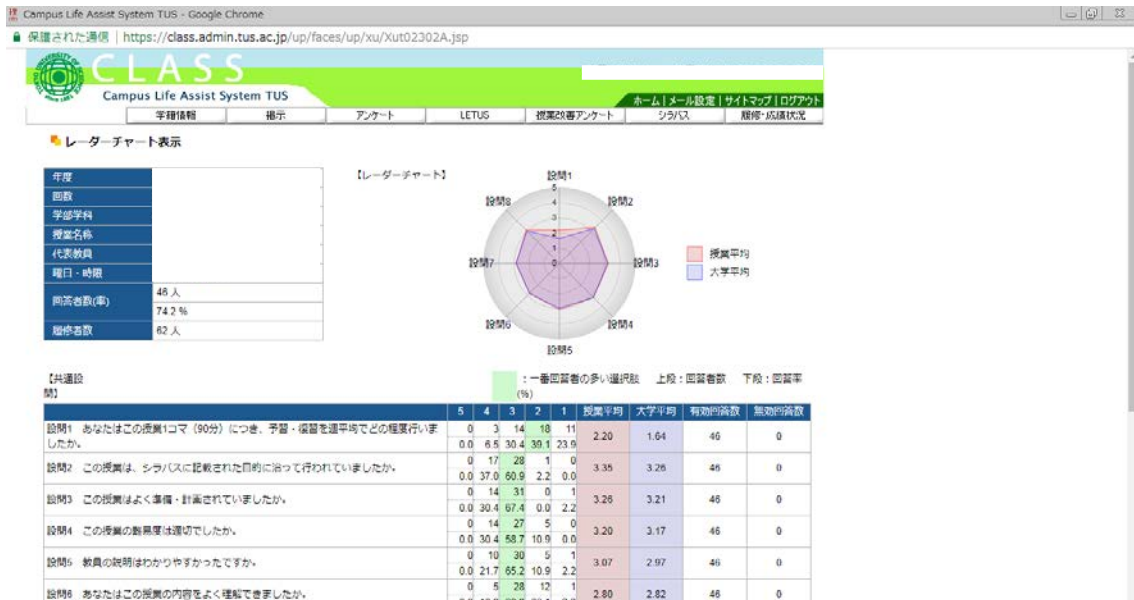 Campus Life Assist System TUS - Google Chrome
保護された通信 | https://class.admin.tus.ac.jp/up/faces/up/xu/Xut02302A.jsp
CLASS
Campus Life Assist System TUS
ホーム | メール設定 | サイトマップ | ログアウト
学籍情報 掲示 アンケート LETUS 授業改善アンケート シラバス 履修・成績状況
レーダーチャート表示
年度
回数
学部学科
授業名称
代表教員
曜日・時限
回答者数(率) 46 人
74.2 %
履修者数 62 人
【レーダーチャート】
設問1
設問2
設問3
設問4
設問5
設問6
設問7
設問8
5
4
3
2
1
0
授業平均
大学平均
【共通設問】
：一番回答者の多い選択肢 上段：回答者数 下段：回答率(%)
5 4 3 2 1 授業平均 大学平均 有効回答数 無効回答数
設問1 あなたはこの授業1コマ（90分）につき、予習・復習を週平均でどの程度行いましたか。
0 3 14 18 11 2.20 1.64 46 0
0.0 6.5 30.4 39.1 23.9
設問2 この授業は、シラバスに記載された目的に沿って行われていましたか。
0 17 28 1 0 3.35 3.26 46 0
0.0 37.0 60.9 2.2 0.0
設問3 この授業はよく準備・計画されていましたか。
0 14 31 0 1 3.26 3.21 46 0
0.0 30.4 67.4 0.0 2.2
設問4 この授業の難易度は適切でしたか。
0 14 27 5 0 3.20 3.17 46 0
0.0 30.4 58.7 10.9 0.0
設問5 教員の説明はわかりやすかったですか。
0 10 30 5 1 3.07 2.97 46 0
0.0 21.7 65.2 10.9 2.2
設問6 あなたはこの授業の内容をよく理解できましたか。
0 5 28 12 1 2.80 2.82 46 0